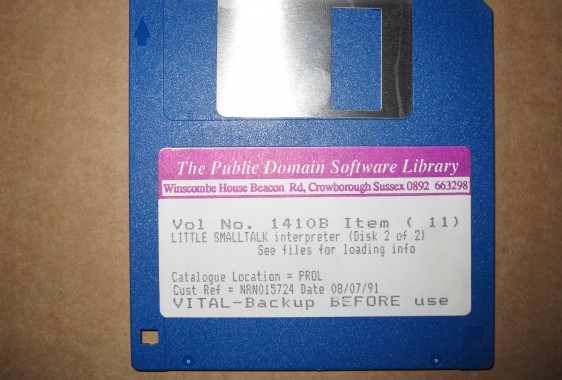 The Public Domain Software Library
Winscombe House Beacon Rd, Crowborough Sussex 0892 663298
Vol No. 1410B Item ( 11)
LITTLE SMALLTALK interpreter (Disk 2 of 2)
See files for loading info
Catalogue Location = PROL
Cust Ref = NRN015724 Date 08/07/91
VITAL-Backup BEFORE use